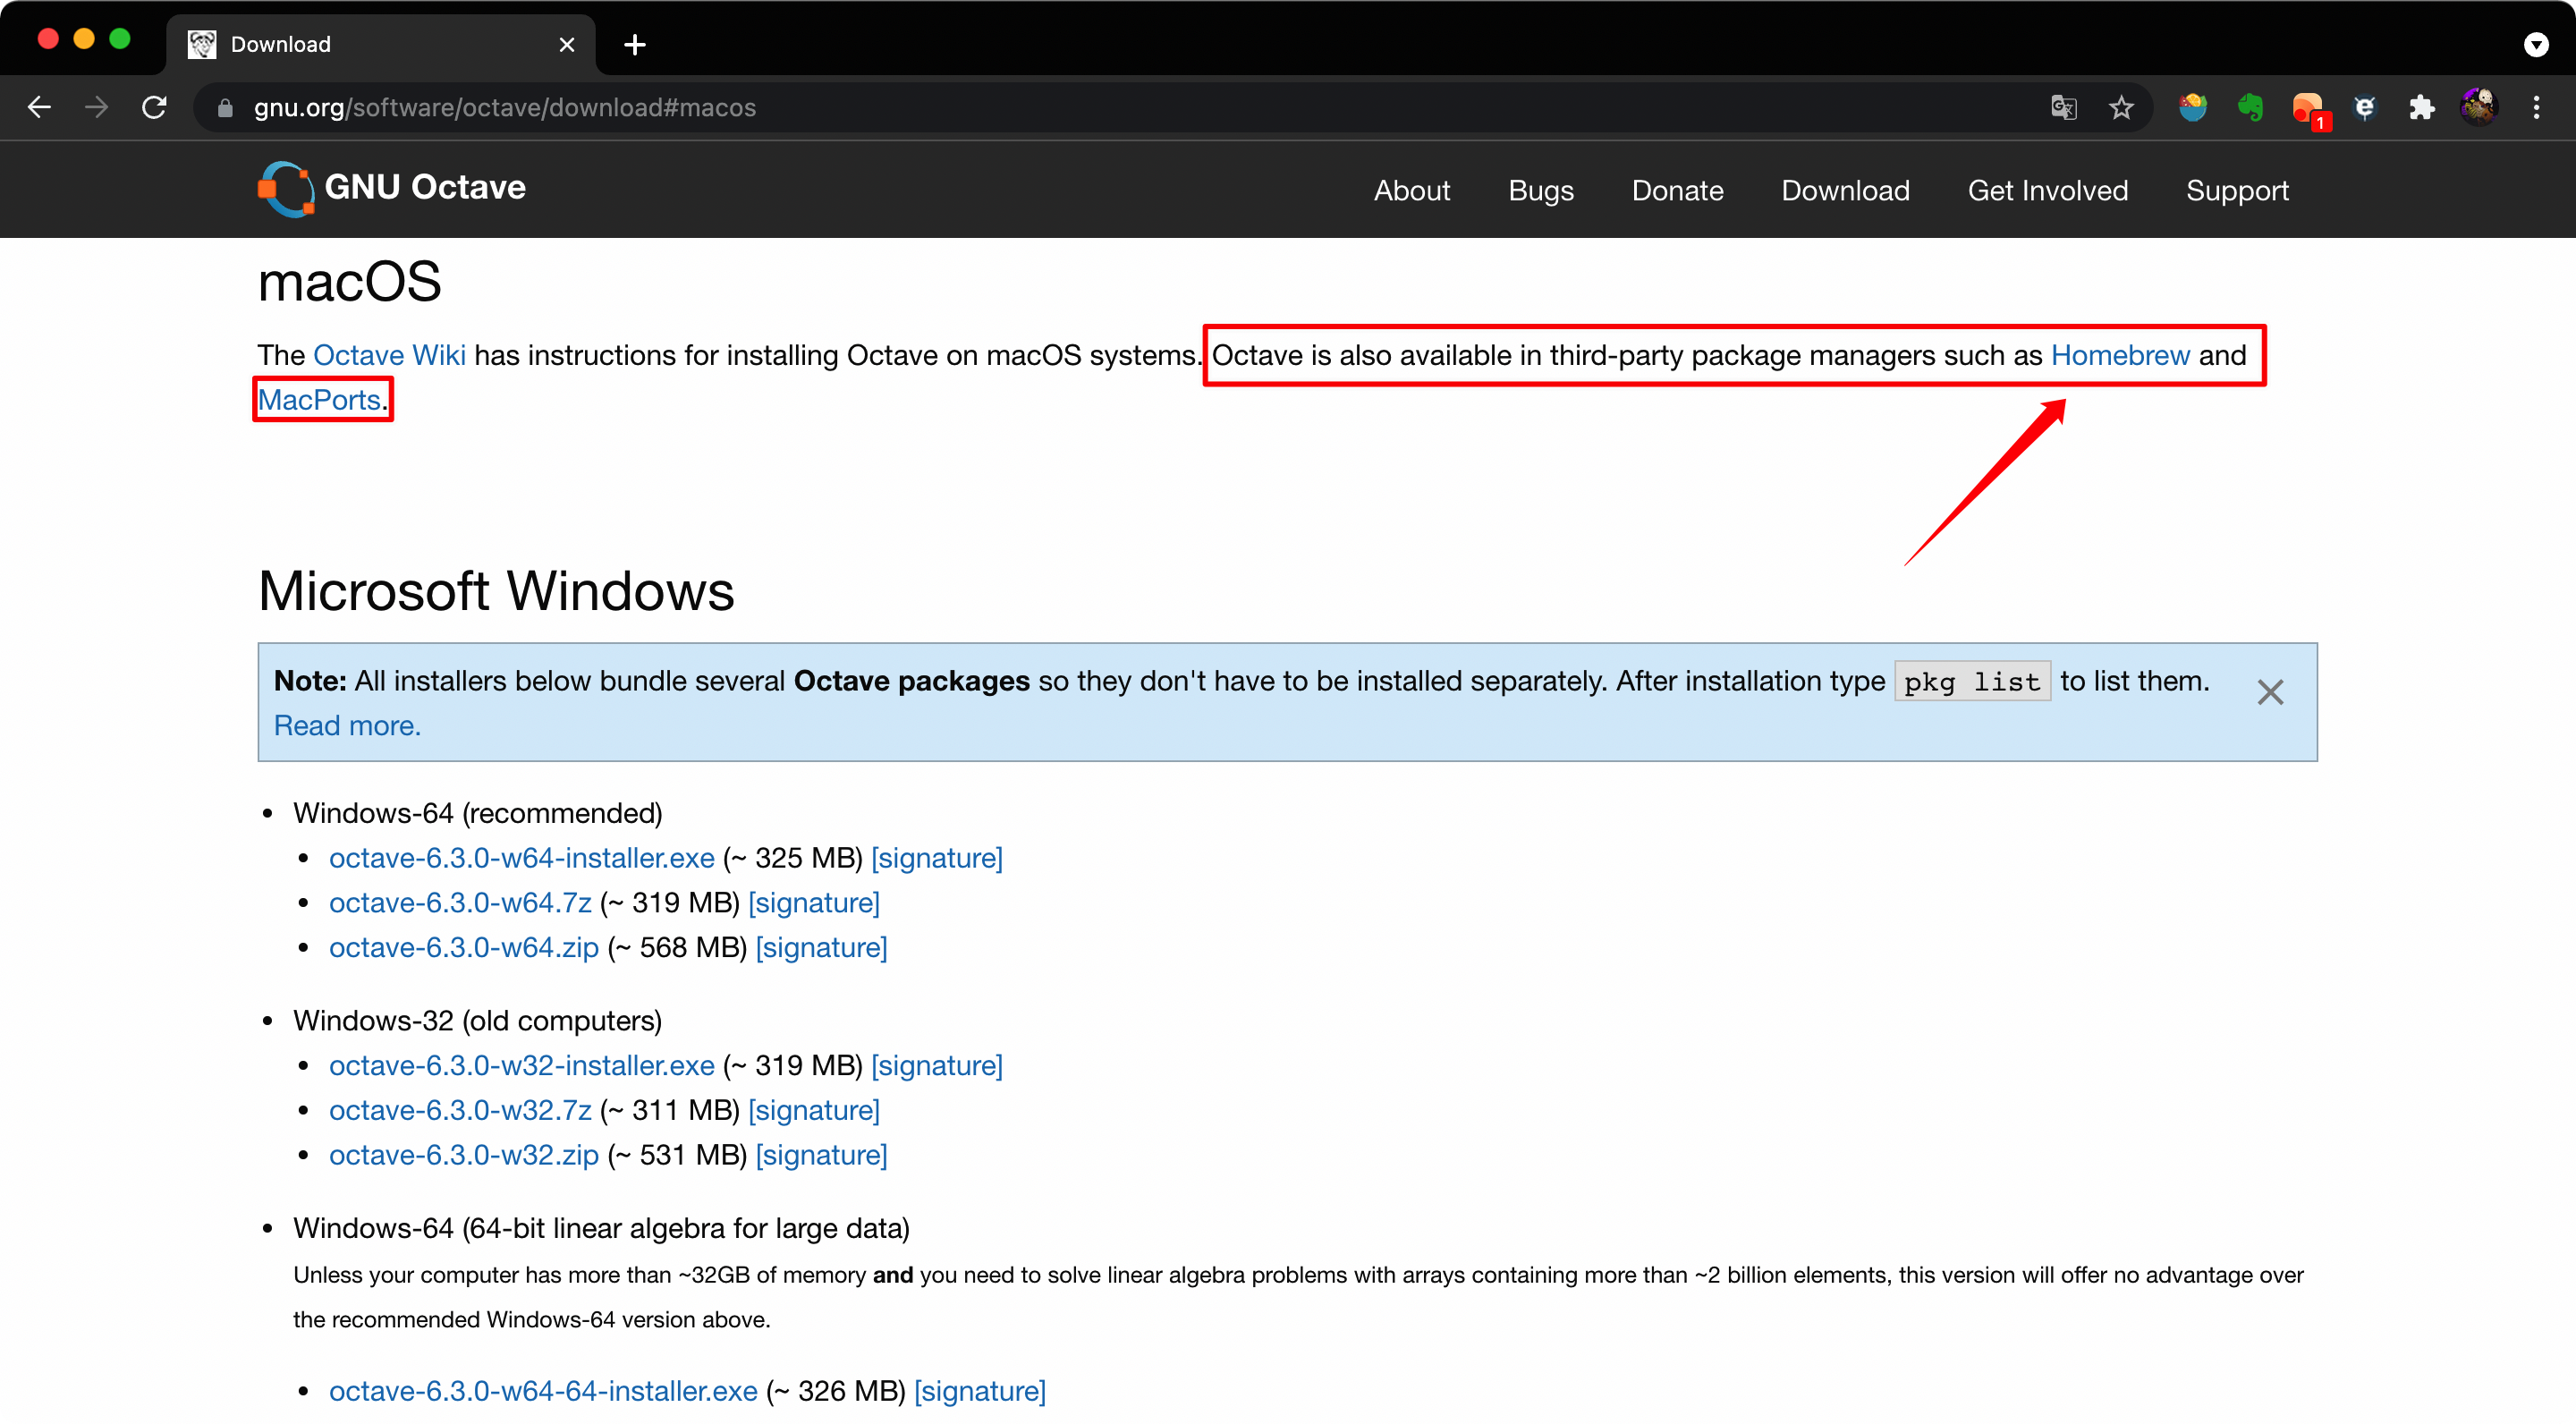 Download
gnu.org/software/octave/download#macos
1
GNU Octave
About Bugs Donate Download Get Involved Support
macOS
The Octave Wiki has instructions for installing Octave on macOS systems. Octave is also available in third-party package managers such as Homebrew and
MacPorts.
Microsoft Windows
Note: All installers below bundle several Octave packages so they don't have to be installed separately. After installation type pkg list to list them.
Read more.
Windows-64 (recommended)
octave-6.3.0-w64-installer.exe (~ 325 MB) [signature]
octave-6.3.0-w64.7z (~ 319 MB) [signature]
octave-6.3.0-w64.zip (~ 568 MB) [signature]
Windows-32 (old computers)
octave-6.3.0-w32-installer.exe (~ 319 MB) [signature]
octave-6.3.0-w32.7z (~ 311 MB) [signature]
octave-6.3.0-w32.zip (~ 531 MB) [signature]
Windows-64 (64-bit linear algebra for large data)
Unless your computer has more than ~32GB of memory and you need to solve linear algebra problems with arrays containing more than ~2 billion elements, this version will offer no advantage over
the recommended Windows-64 version above.
octave-6.3.0-w64-64-installer.exe (~ 326 MB) [signature]